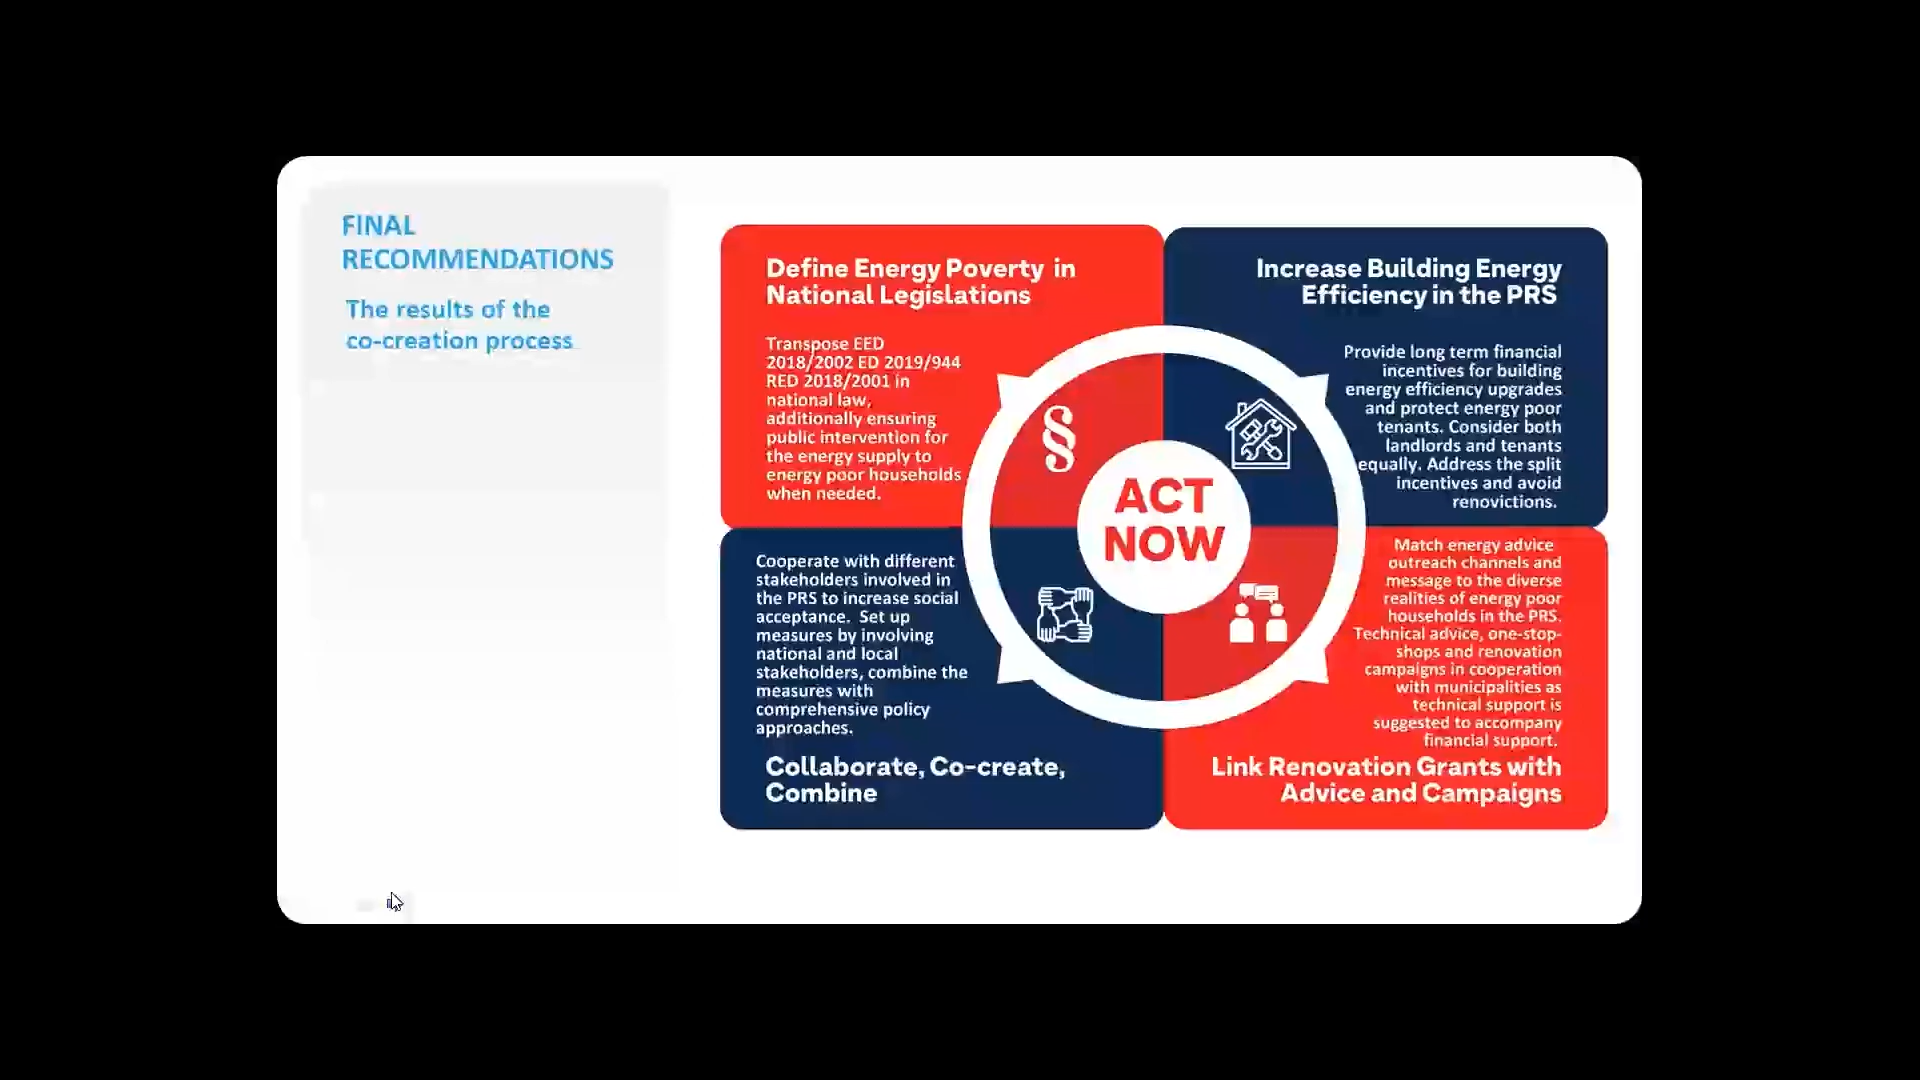 FINAL
RECOMMENDATIONS
The results of the
co-creation process
Define Energy Poverty in
National Legislations
Transpose EED
2018/2002 ED 2019/944
RED 2018/2001 in
national law,
additionally ensuring
public intervention for
the energy supply to
energy poor households
when needed.
Increase Building Energy
Efficiency in the PRS
Provide long term financial
incentives for building
energy efficiency upgrades
and protect energy poor
tenants. Consider both
landlords and tenants
equally. Address the split
incentives and avoid
renovictions.
§
ACT
NOW
Cooperate with different
stakeholders involved in
the PRS to increase social
acceptance. Set up
measures by involving
national and local
stakeholders, combine the
measures with
comprehensive policy
approaches.
Collaborate, Co-create,
Combine
Match energy advice
outreach channels and
message to the diverse
realities of energy poor
households in the PRS.
Technical advice, one-stop-
shops and renovation
campaigns in cooperation
with municipalities as
technical support is
suggested to accompany
financial support.
Link Renovation Grants with
Advice and Campaigns